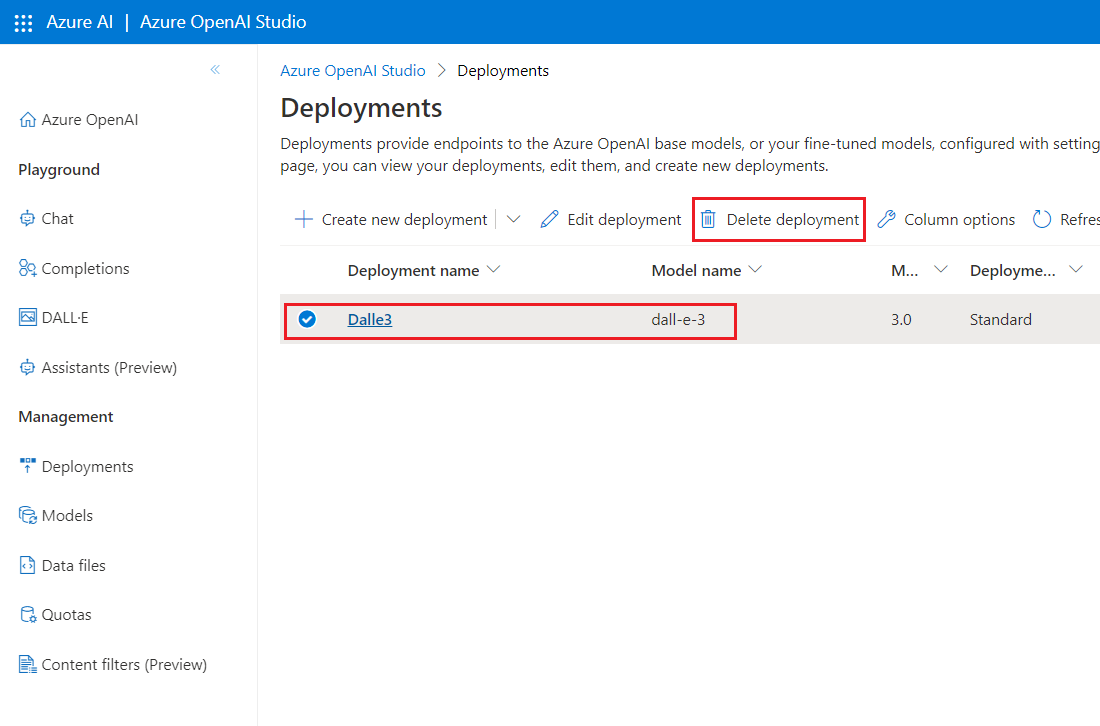 Azure AI | Azure OpenAI Studio
Azure OpenAI Studio > Deployments
Deployments
Deployments provide endpoints to the Azure OpenAI base models, or your fine-tuned models, configured with setting
page, you can view your deployments, edit them, and create new deployments.
Create new deployment Edit deployment Delete deployment Column options Refres
Deployment name Model name M... Deployme...
Dalle3 dall-e-3 3.0 Standard
Azure OpenAI
Playground
Chat
Completions
DALL·E
Assistants (Preview)
Management
Deployments
Models
Data files
Quotas
Content filters (Preview)